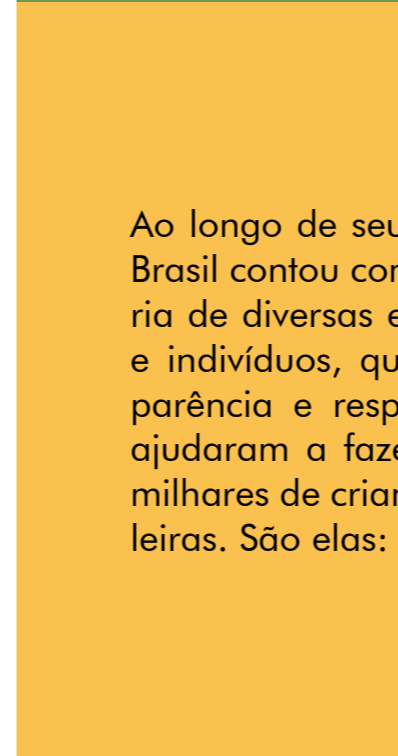 Ao longo de seu
Brasil contou com
ria de diversas e
e indivíduos, qu
parência e resp
ajudaram a faze
milhares de crian
leiras. São elas: